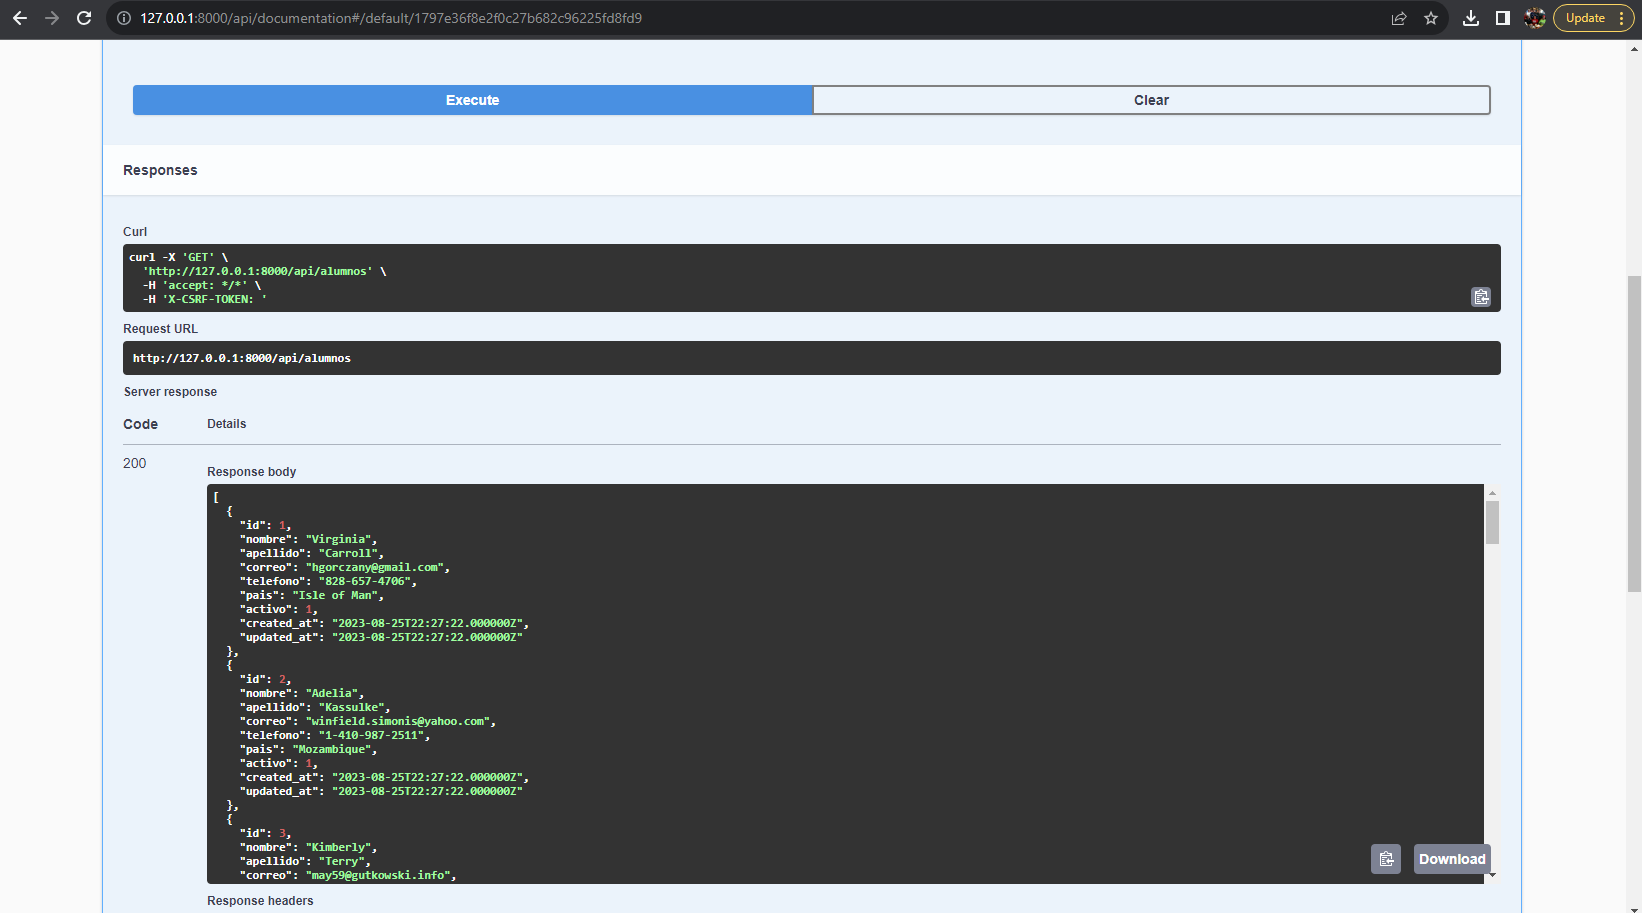 127.0.0.1:8000/api/documentation#/default/1797e36f8e2f0c27b682c96225fd8fd9
Update
Execute
Clear
Responses
Curl
curl -X 'GET' \
  'http://127.0.0.1:8000/api/alumnos' \
  -H 'accept: */*' \
  -H 'X-CSRF-TOKEN: '
Request URL
http://127.0.0.1:8000/api/alumnos
Server response
Code Details
200
Response body
[
  {
    "id": 1,
    "nombre": "Virginia",
    "apellido": "Carroll",
    "correo": "hgorczany@gmail.com",
    "telefono": "828-657-4706",
    "pais": "Isle of Man",
    "activo": 1,
    "created_at": "2023-08-25T22:27:22.000000Z",
    "updated_at": "2023-08-25T22:27:22.000000Z"
  },
  {
    "id": 2,
    "nombre": "Adelia",
    "apellido": "Kassulke",
    "correo": "winfield.simonis@yahoo.com",
    "telefono": "1-410-987-2511",
    "pais": "Mozambique",
    "activo": 1,
    "created_at": "2023-08-25T22:27:22.000000Z",
    "updated_at": "2023-08-25T22:27:22.000000Z"
  },
  {
    "id": 3,
    "nombre": "Kimberly",
    "apellido": "Terry",
    "correo": "may59@gutkowski.info",
Download
Response headers